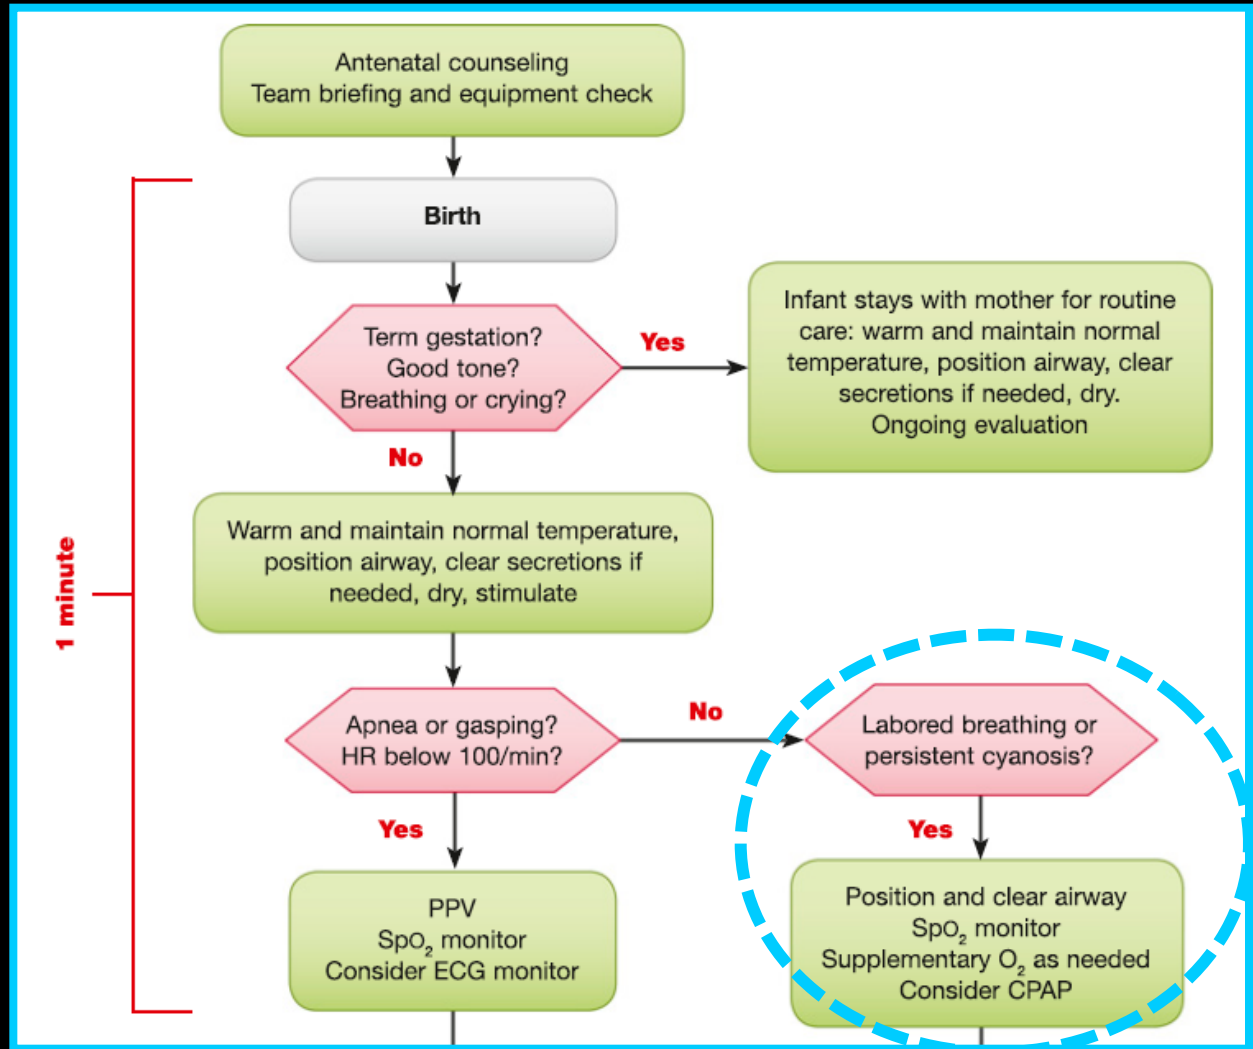 Antenatal counseling
Team briefing and equipment check
Birth
Term gestation?
Good tone?
Breathing or crying?
Yes
Infant stays with mother for routine
care: warm and maintain normal
temperature, position airway, clear
secretions if needed, dry.
Ongoing evaluation
No
Warm and maintain normal temperature,
position airway, clear secretions if
needed, dry, stimulate
1 minute
Apnea or gasping?
HR below 100/min?
No
Labored breathing or
persistent cyanosis?
Yes
Yes
PPV
SpO₂ monitor
Consider ECG monitor
Position and clear airway
SpO₂ monitor
Supplementary O₂ as needed
Consider CPAP